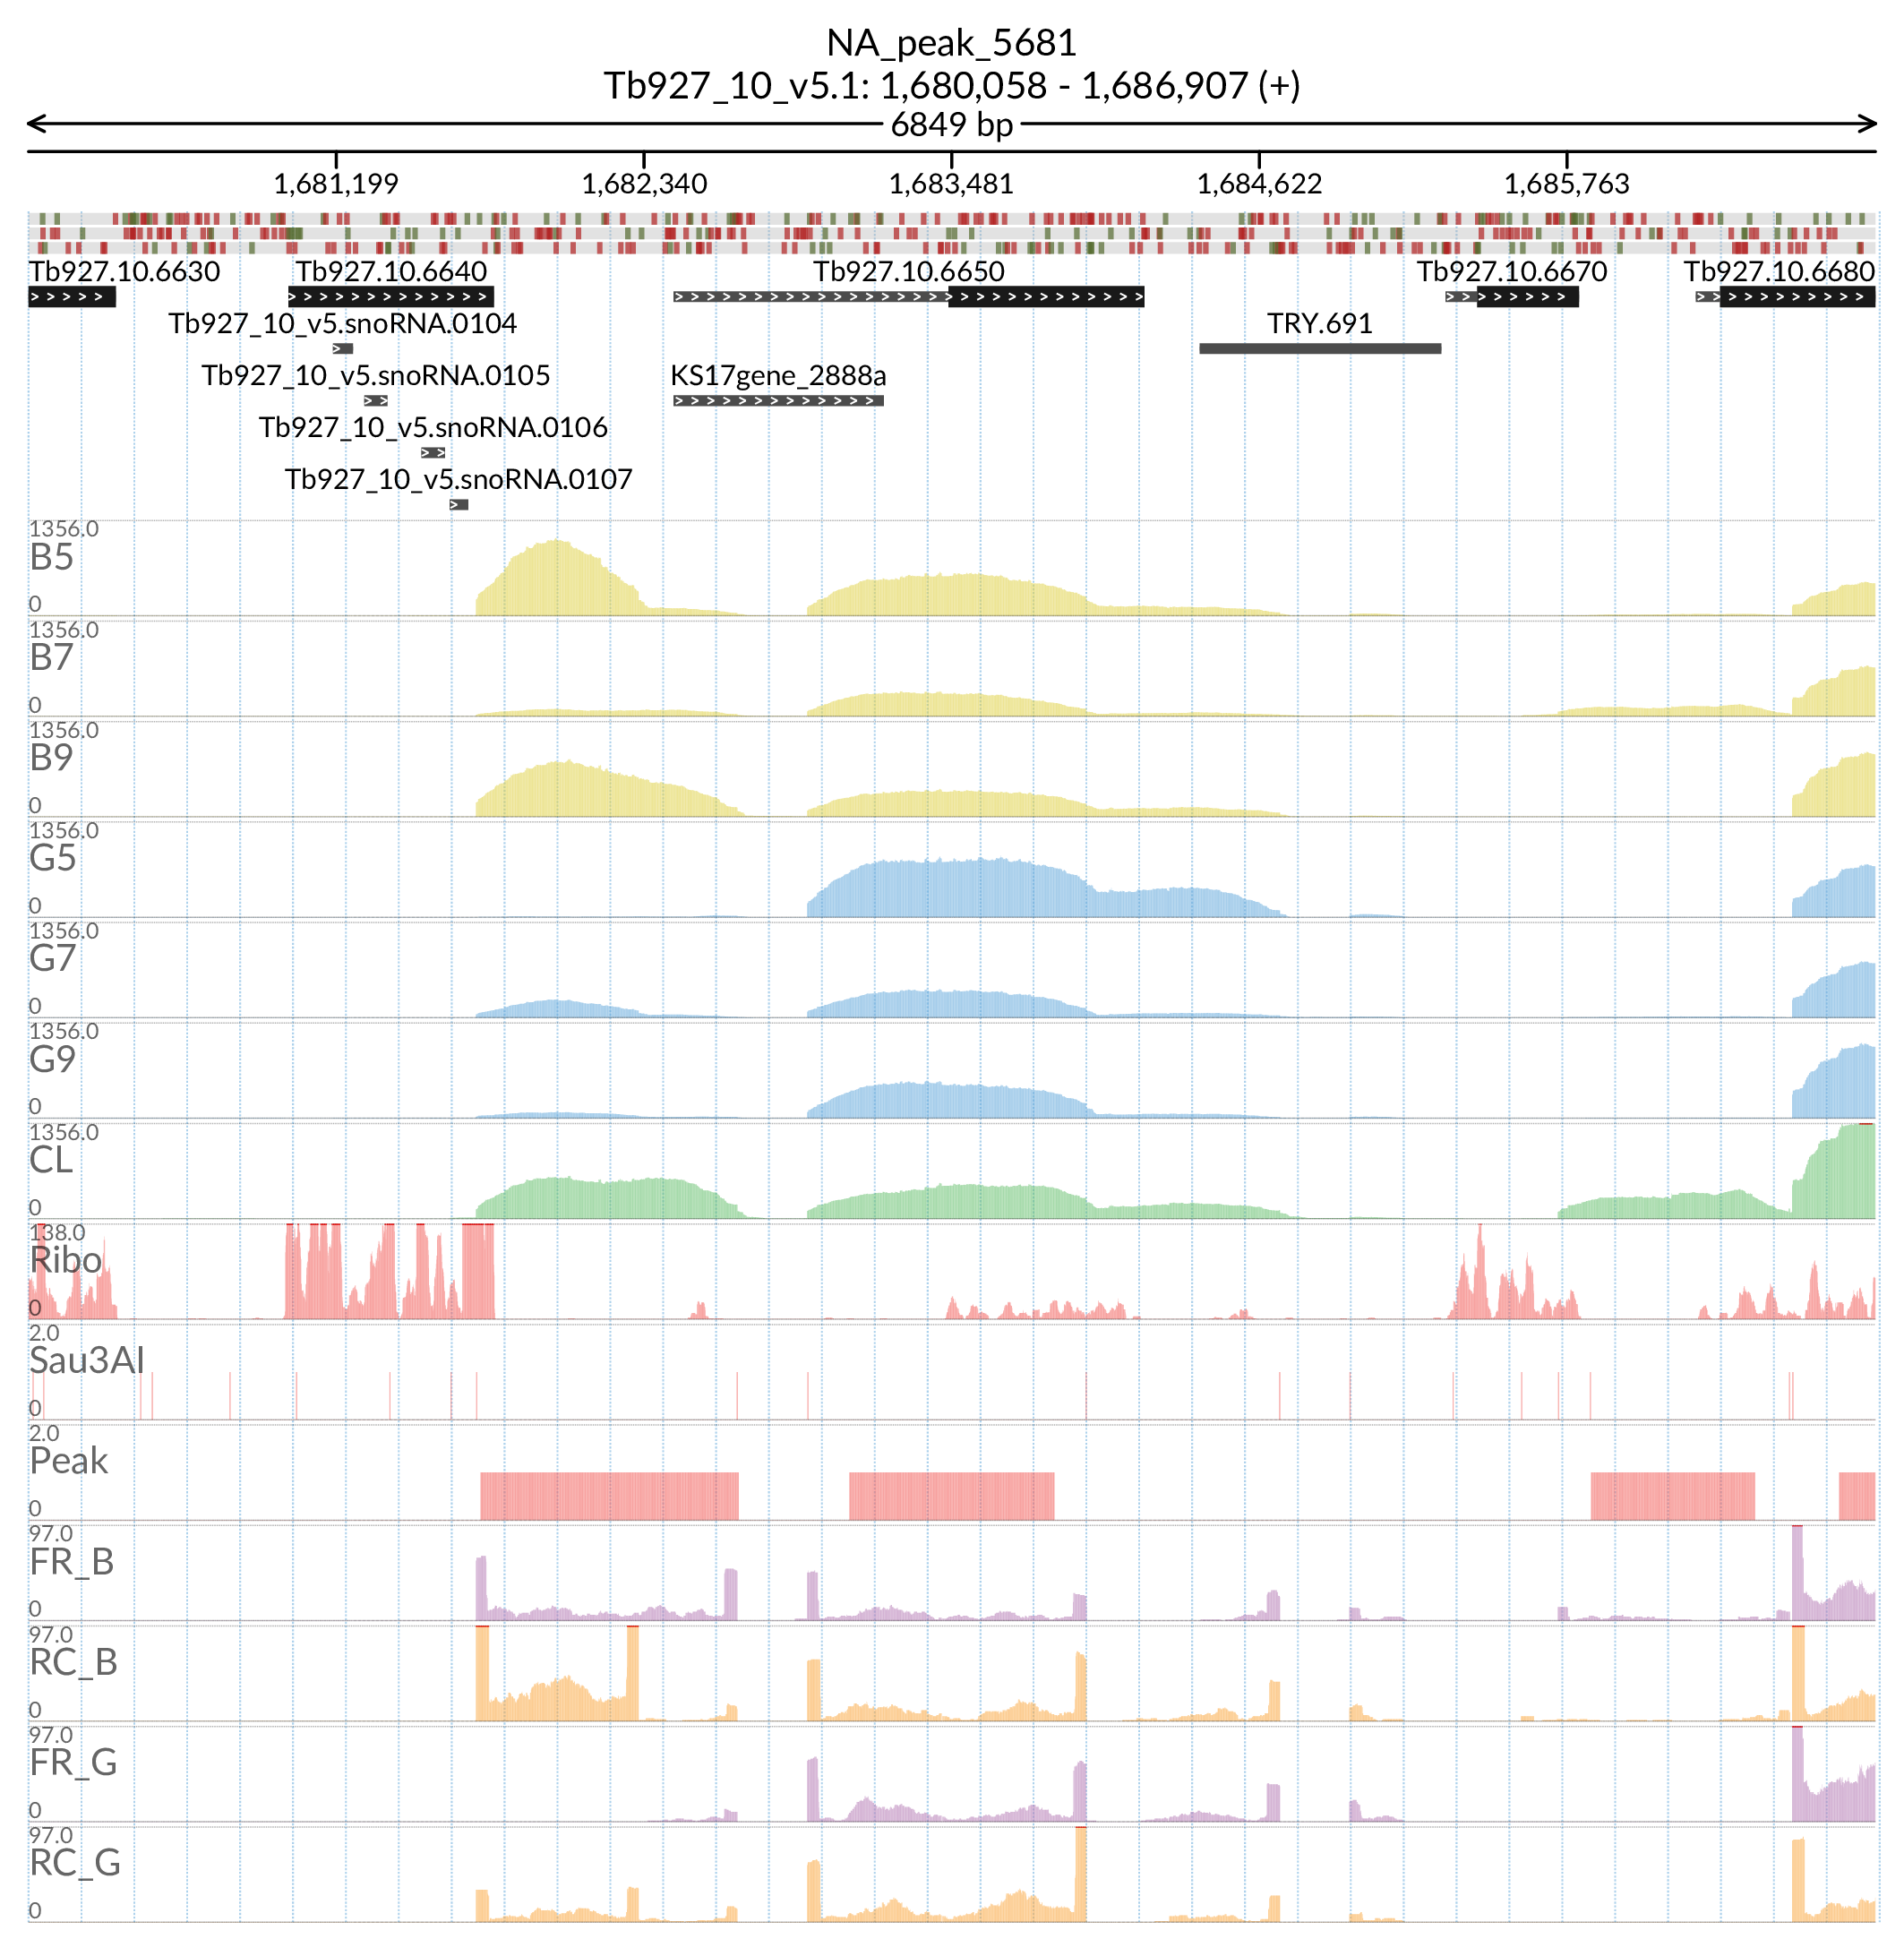 NA_peak_5681
Tb927_10_v5.1: 1,680,058 - 1,686,907 (+)
6849 bp
1,681,199 1,682,340 1,683,481 1,684,622 1,685,763
Tb927.10.6630 Tb927.10.6640 Tb927.10.6650 Tb927.10.6670 Tb927.10.6680
Tb927_10_v5.snoRNA.0104 TRY.691
Tb927_10_v5.snoRNA.0105 KS17gene_2888a
Tb927_10_v5.snoRNA.0106
Tb927_10_v5.snoRNA.0107
1356.0
B5
0
1356.0
B7
0
1356.0
B9
0
1356.0
G5
0
1356.0
G7
0
1356.0
G9
0
1356.0
CL
0
138.0
Ribo
0
2.0
Sau3AI
0
2.0
Peak
0
97.0
FR_B
0
97.0
RC_B
0
97.0
FR_G
0
97.0
RC_G
0